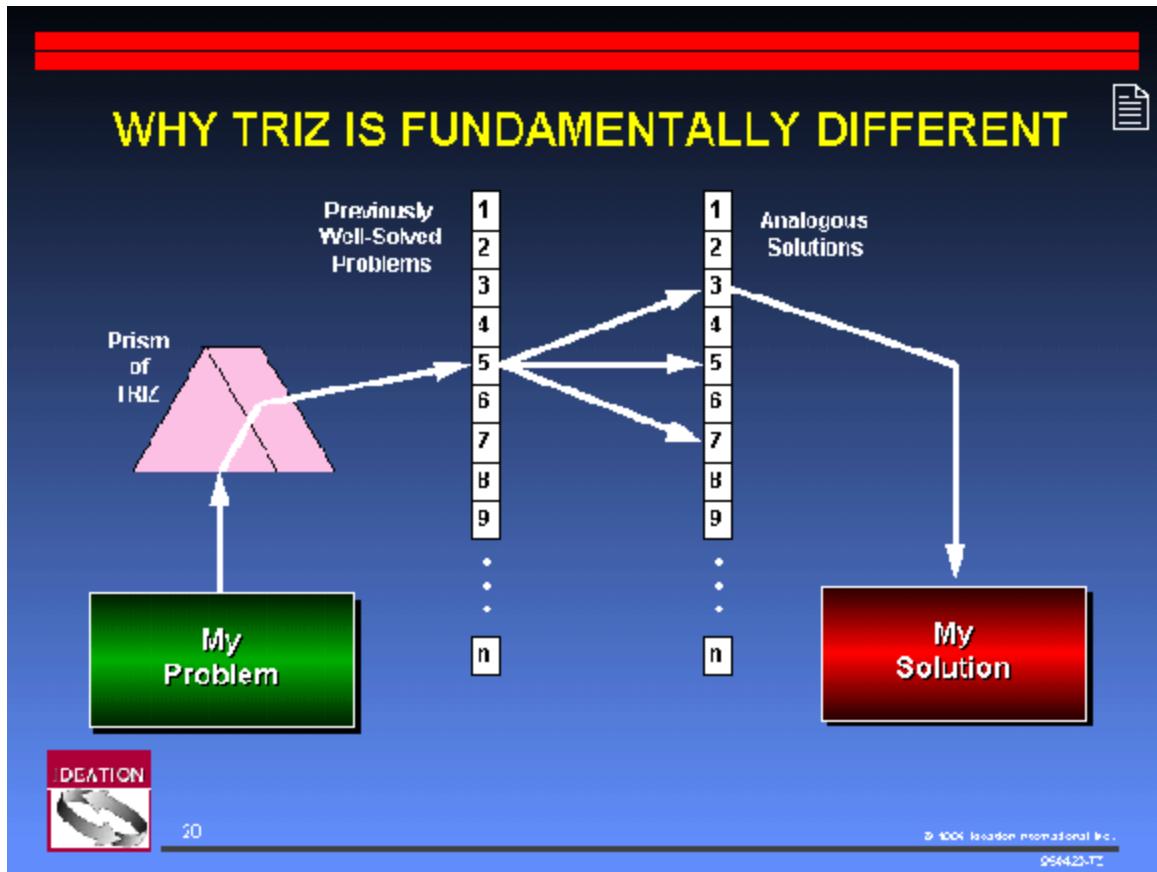 WHY TRIZ IS FUNDAMENTALLY DIFFERENT
Previously
Well-Solved
Problems
1
2
3
4
5
6
7
8
9
n
1
2
3
4
5
6
7
8
9
n
Analogous
Solutions
Prism
of
TRIZ
My
Problem
My
Solution
IDEATION
20
©
International Inc.